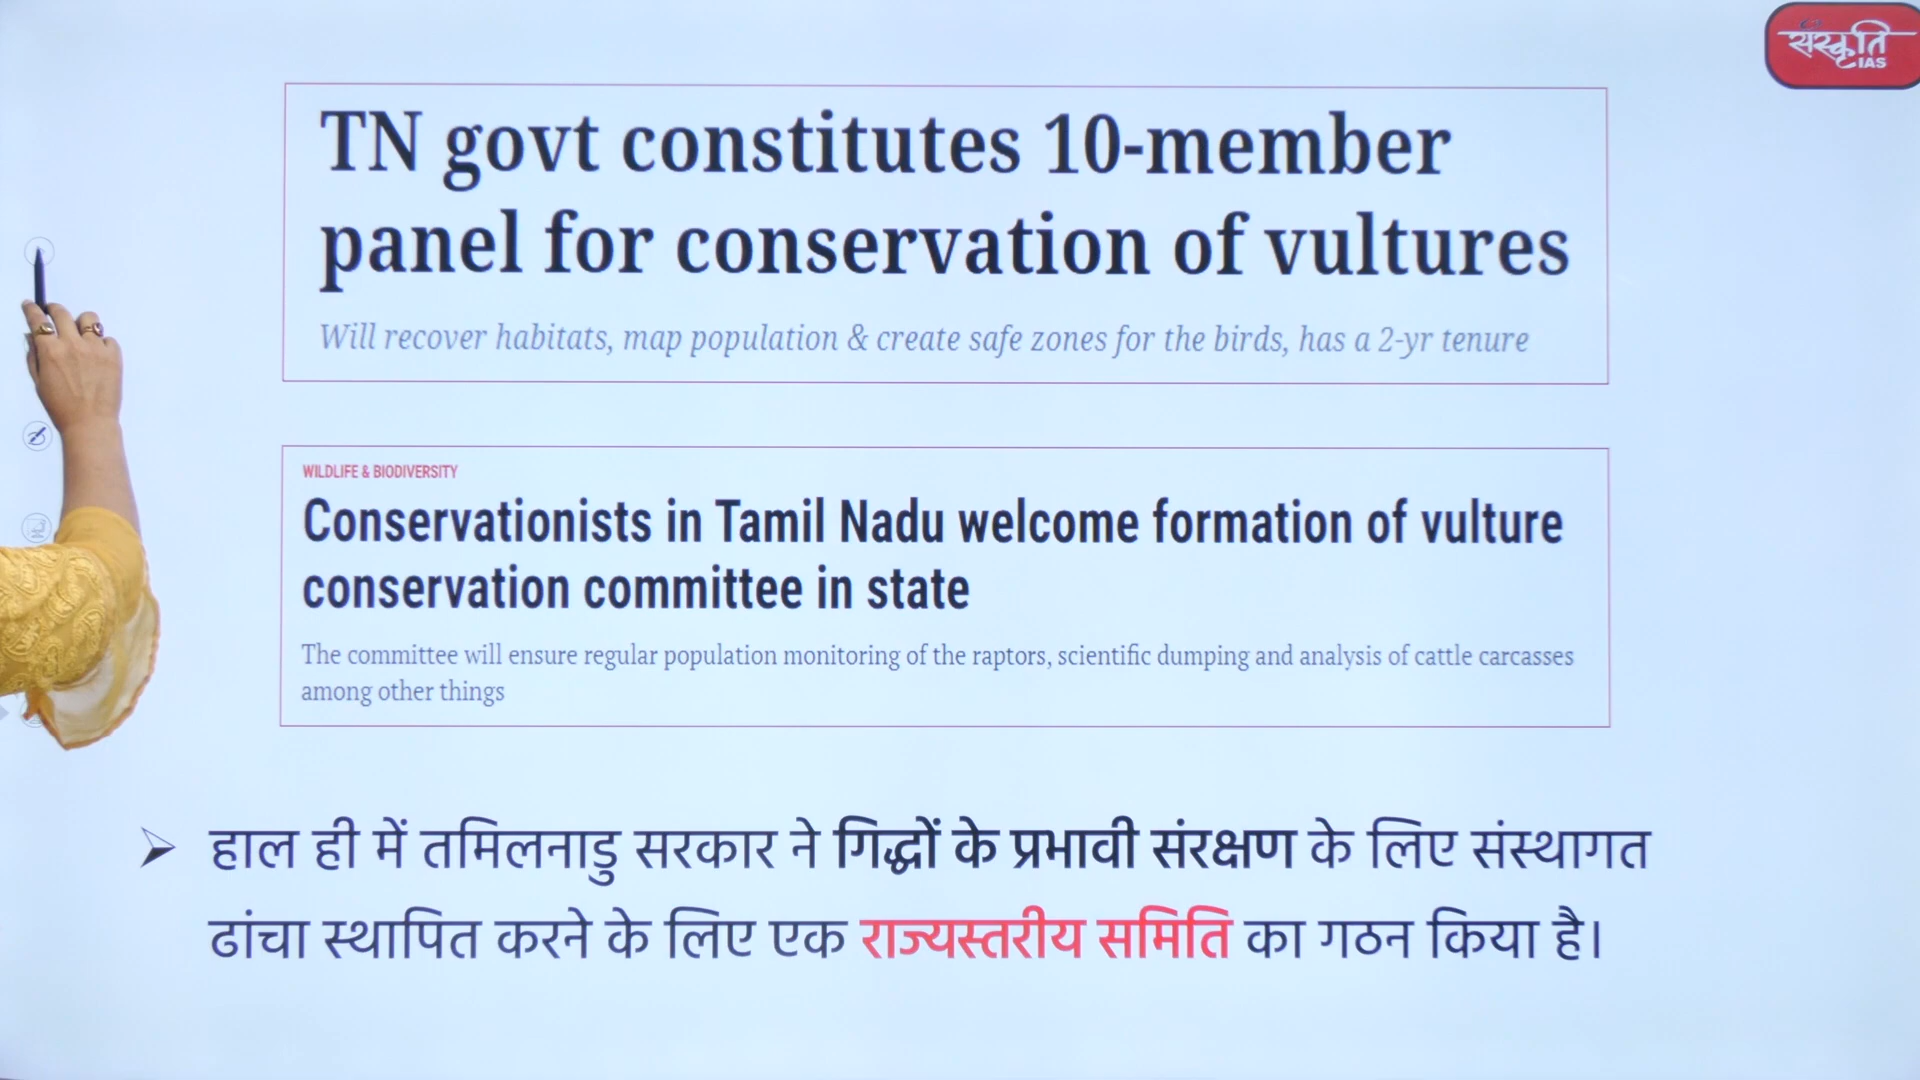 संस्कृति
IAS
TN govt constitutes 10-member
panel for conservation of vultures
Will recover habitats, map population & create safe zones for the birds, has a 2-yr tenure
WILDLIFE & BIODIVERSITY
Conservationists in Tamil Nadu welcome formation of vulture
conservation committee in state
The committee will ensure regular population monitoring of the raptors, scientific dumping and analysis of cattle carcasses
among other things
हाल ही में तमिलनाडु सरकार ने गिद्धों के प्रभावी संरक्षण के लिए संस्थागत
ढांचा स्थापित करने के लिए एक राज्यस्तरीय समिति का गठन किया है।